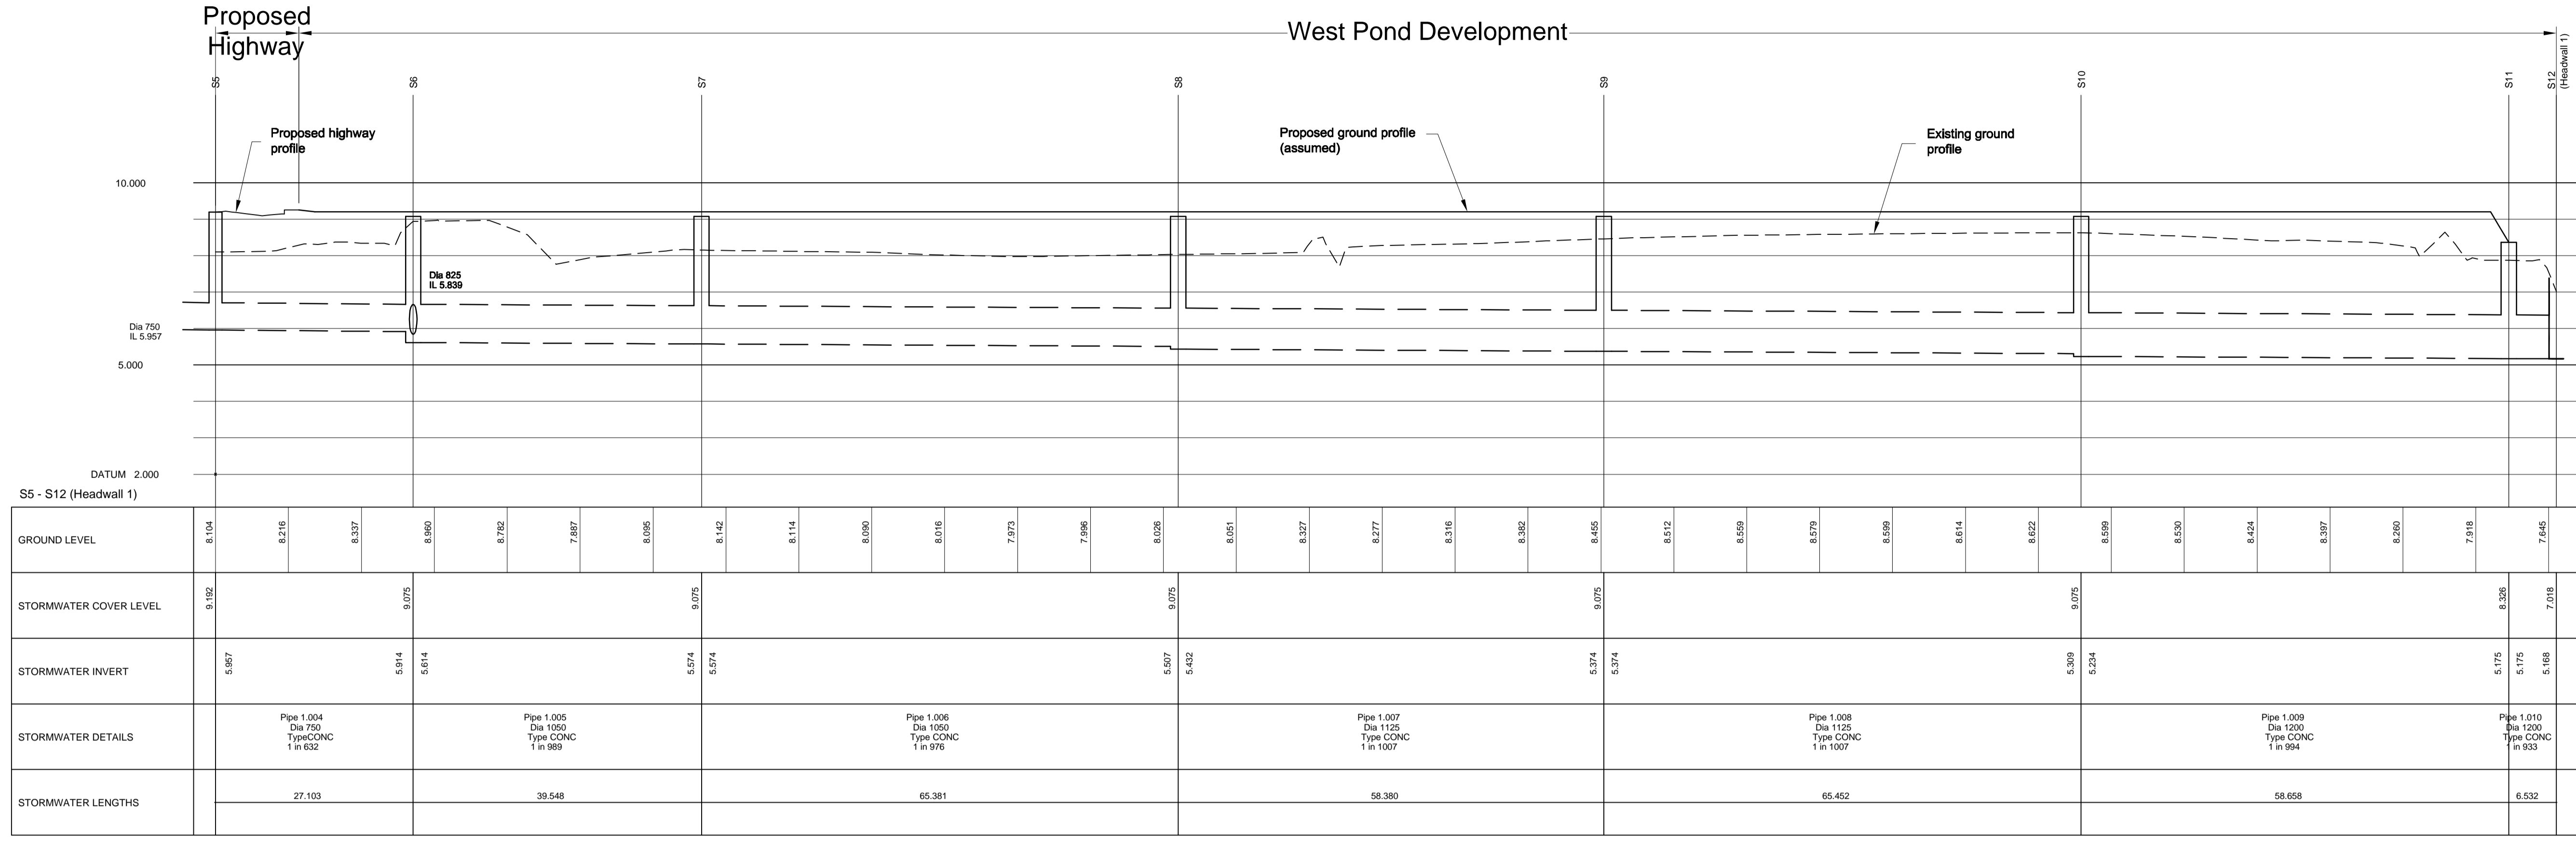 Proposed
Highway
West Pond Development
S5
S6
S7
S8
S9
S10
S11
S12
(Headwall 1)
Proposed highway
profile
Proposed ground profile
(assumed)
Existing ground
profile
10.000
Dia 825
IL 5.839
Dia 750
IL 5.957
5.000
DATUM 2.000
S5 - S12 (Headwall 1)
GROUND LEVEL
8.104
8.216
8.337
8.960
8.782
7.887
8.095
8.142
8.114
8.090
8.016
7.973
7.996
8.026
8.051
8.327
8.277
8.316
8.382
8.455
8.512
8.559
8.579
8.599
8.614
8.622
8.599
8.530
8.424
8.397
8.260
7.918
7.645
STORMWATER COVER LEVEL
9.192
9.075
9.075
9.075
9.075
9.075
8.326
7.018
STORMWATER INVERT
5.957
5.914
5.614
5.574
5.574
5.507
5.432
5.374
5.374
5.309
5.234
5.175
5.175
5.168
STORMWATER DETAILS
Pipe 1.004
Dia 750
TypeCONC
1 in 632
Pipe 1.005
Dia 1050
Type CONC
1 in 989
Pipe 1.006
Dia 1050
Type CONC
1 in 976
Pipe 1.007
Dia 1125
Type CONC
1 in 1007
Pipe 1.008
Dia 1125
Type CONC
1 in 1007
Pipe 1.009
Dia 1200
Type CONC
1 in 994
Pipe 1.010
Dia 1200
Type CONC
1 in 933
STORMWATER LENGTHS
27.103
39.548
65.381
58.380
65.452
58.658
6.532